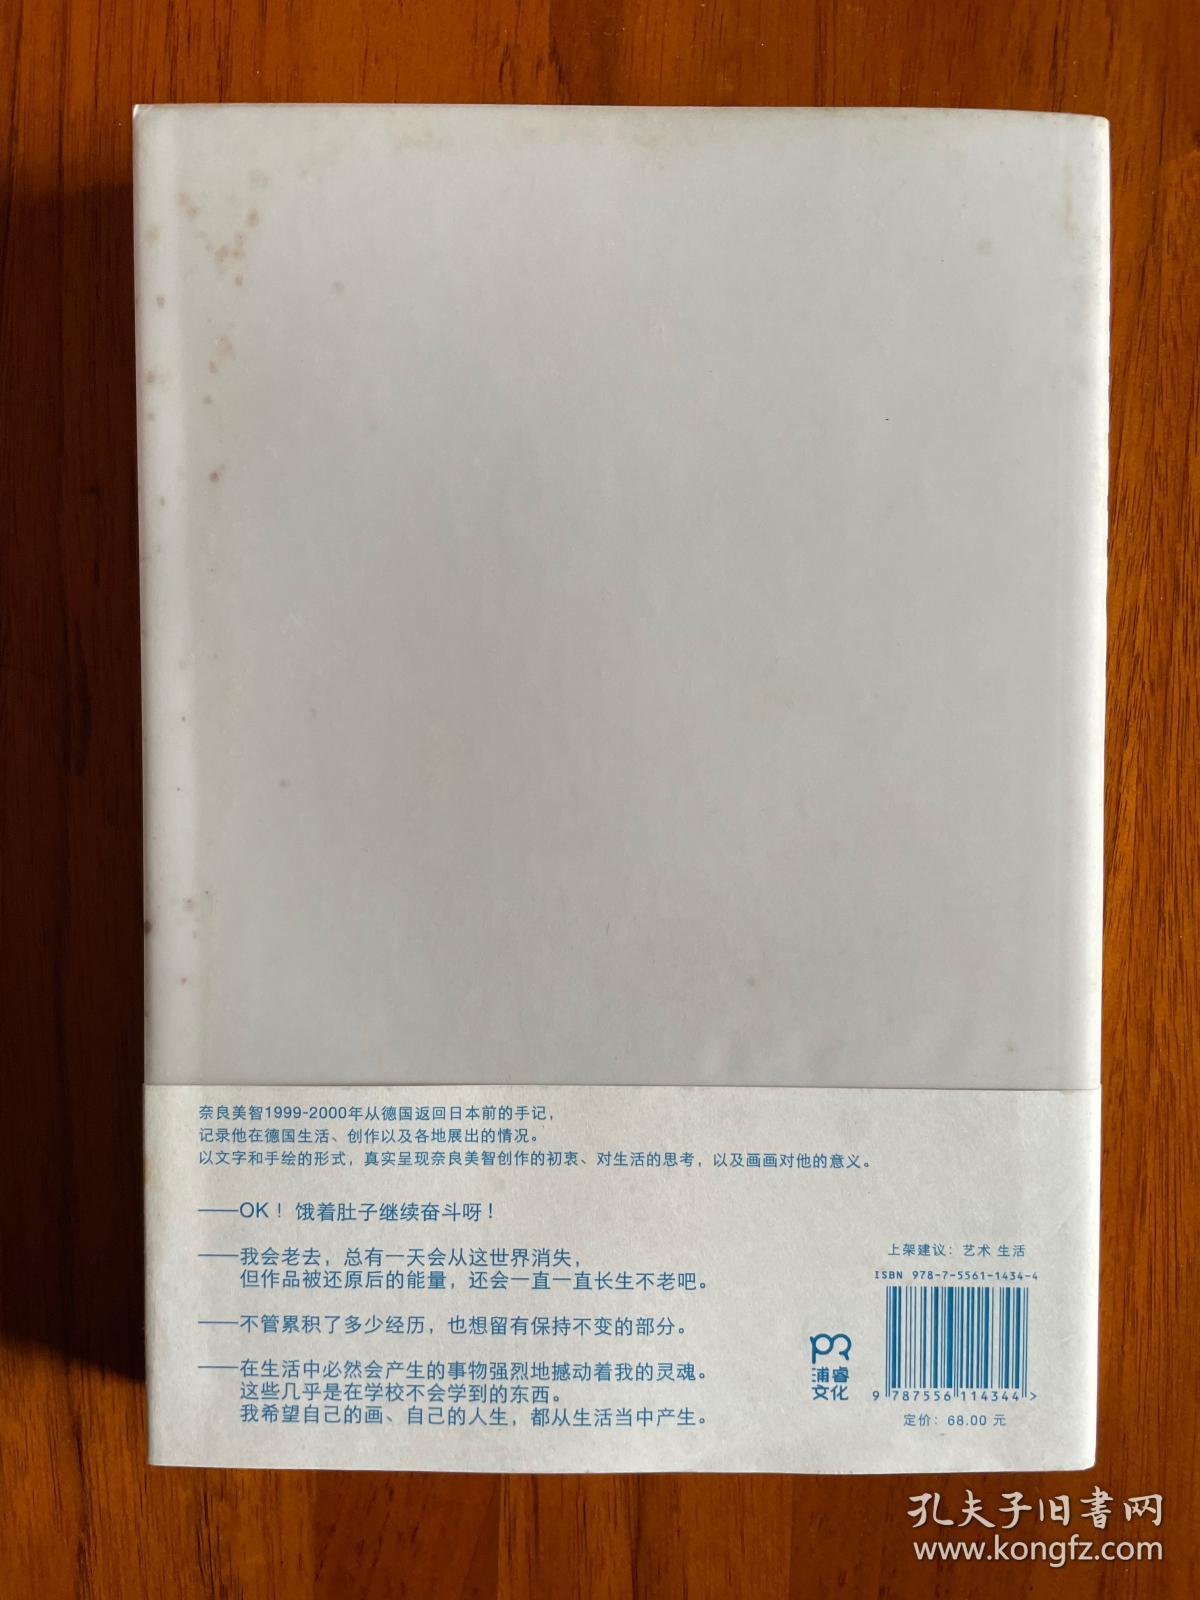 奈良美智1999-2000年从德国返回日本前的手记，
记录他在德国生活、创作以及各地展出的情况。
以文字和手绘的形式，真实呈现奈良美智创作的初衷、对生活的思考，以及画画对他的意义。
——OK！饿着肚子继续奋斗呀！
——我会老去，总有一天会从这世界消失，
但作品被还原后的能量，还会一直一直长生不老吧。
——不管累积了多少经历，也想留有保持不变的部分。
——在生活中必然会产生的事物强烈地撼动着我的灵魂。
这些几乎是在学校不会学到的东西。
我希望自己的画、自己的人生，都从生活当中产生。
浦睿
文化
上架建议：艺术 生活
ISBN 978-7-5561-1434-4
9 787556 114344 >
定价：68.00 元
孔夫子旧书网
www.kongfz.com